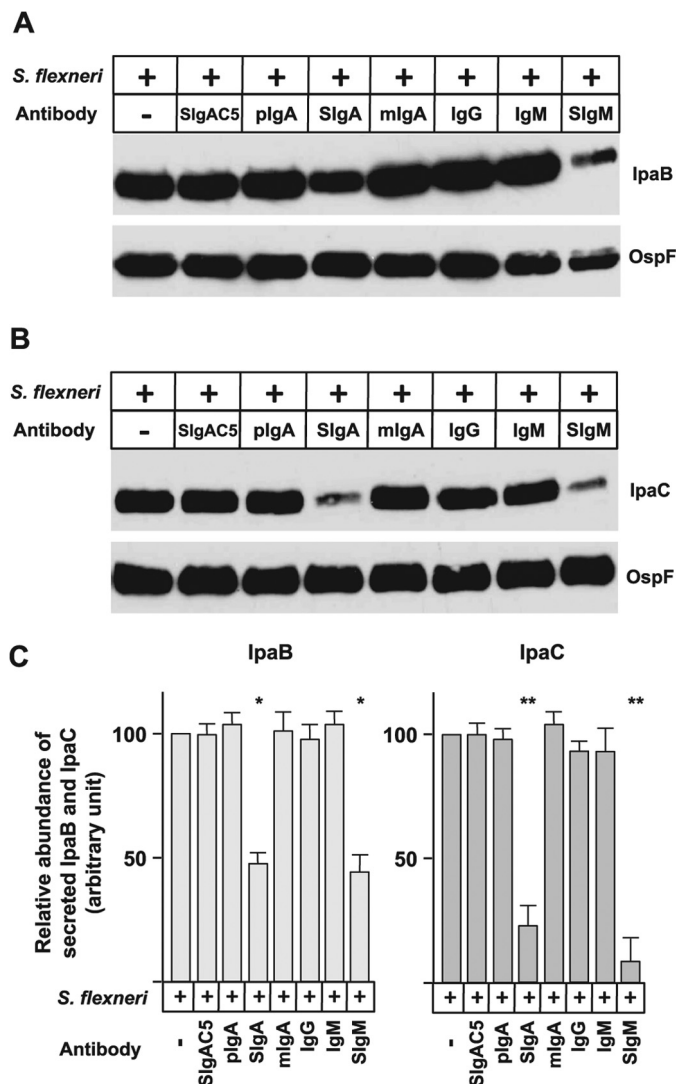 A
S. flexneri + + + + + + + +
Antibody - SIgAC5 pIgA SIgA mIgA IgG IgM SIgM
IpaB
OspF
B
S. flexneri + + + + + + + +
Antibody - SIgAC5 pIgA SIgA mIgA IgG IgM SIgM
IpaC
OspF
C
IpaB IpaC
* * ** **
Relative abundance of
secreted IpaB and IpaC
(arbitrary unit)
100 100
50 50
S. flexneri + + + + + + + + + + + + + + + +
Antibody - SIgAC5 pIgA SIgA mIgA IgG IgM SIgM - SIgAC5 pIgA SIgA mIgA IgG IgM SIgM